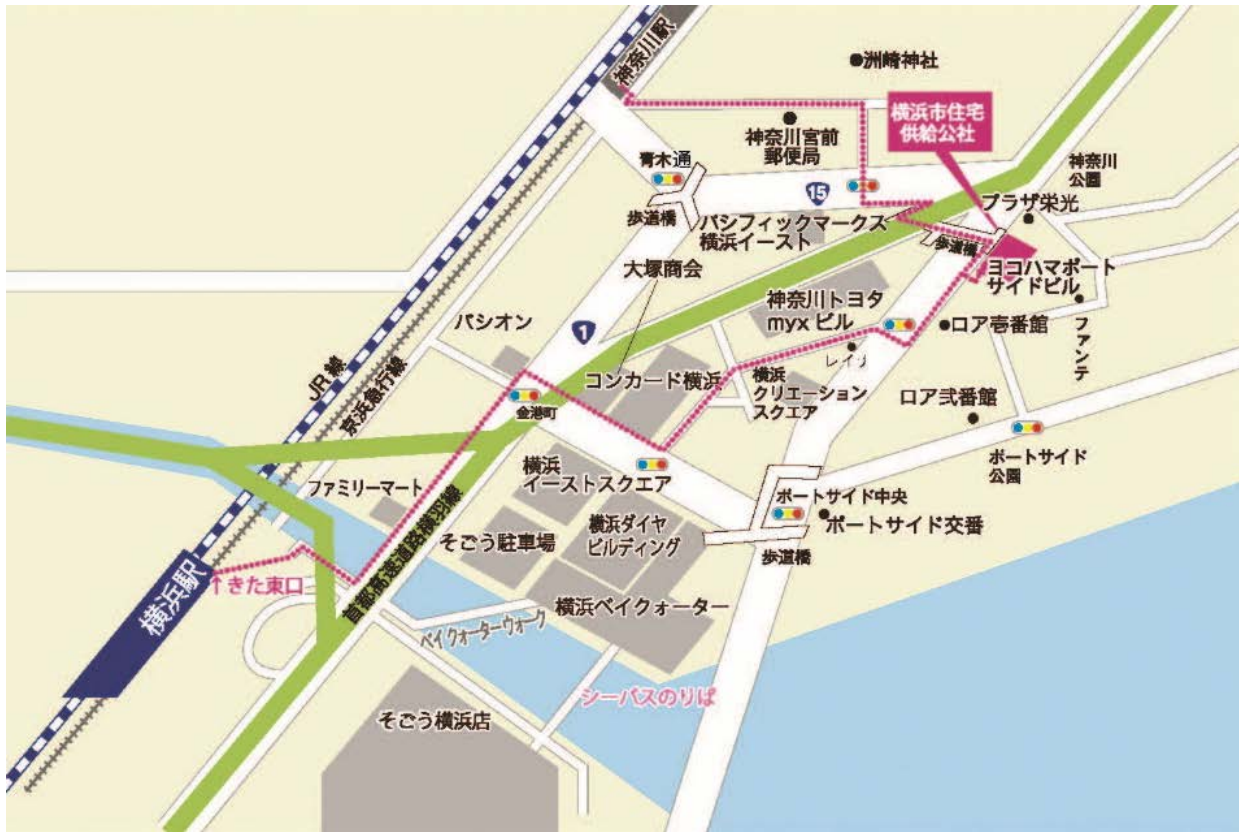 神奈川駅
洲崎神社
横浜市住宅
供給公社
神奈川宮前
郵便局
青木通
15
神奈川
公園
プラザ栄光
歩道橋
パシフィックマークス
横浜イースト
歩道橋
大塚商会
ヨコハマポート
サイドビル
神奈川トヨタ
myxビル
パシオン
1
ロア壱番館
ファンテ
レイナ
JR線
京浜急行線
コンカード横浜
横浜
クリエーション
スクエア
金港町
ロア弐番館
横浜
イーストスクエア
ポートサイド
公園
ファミリーマート
ポートサイド中央
そごう駐車場
横浜ダイヤ
ビルディング
ポートサイド交番
歩道橋
首都高速道路横羽線
横浜駅
↑きた東口
横浜ベイクォーター
ベイクォーターウォーク
シーバスのりば
そごう横浜店